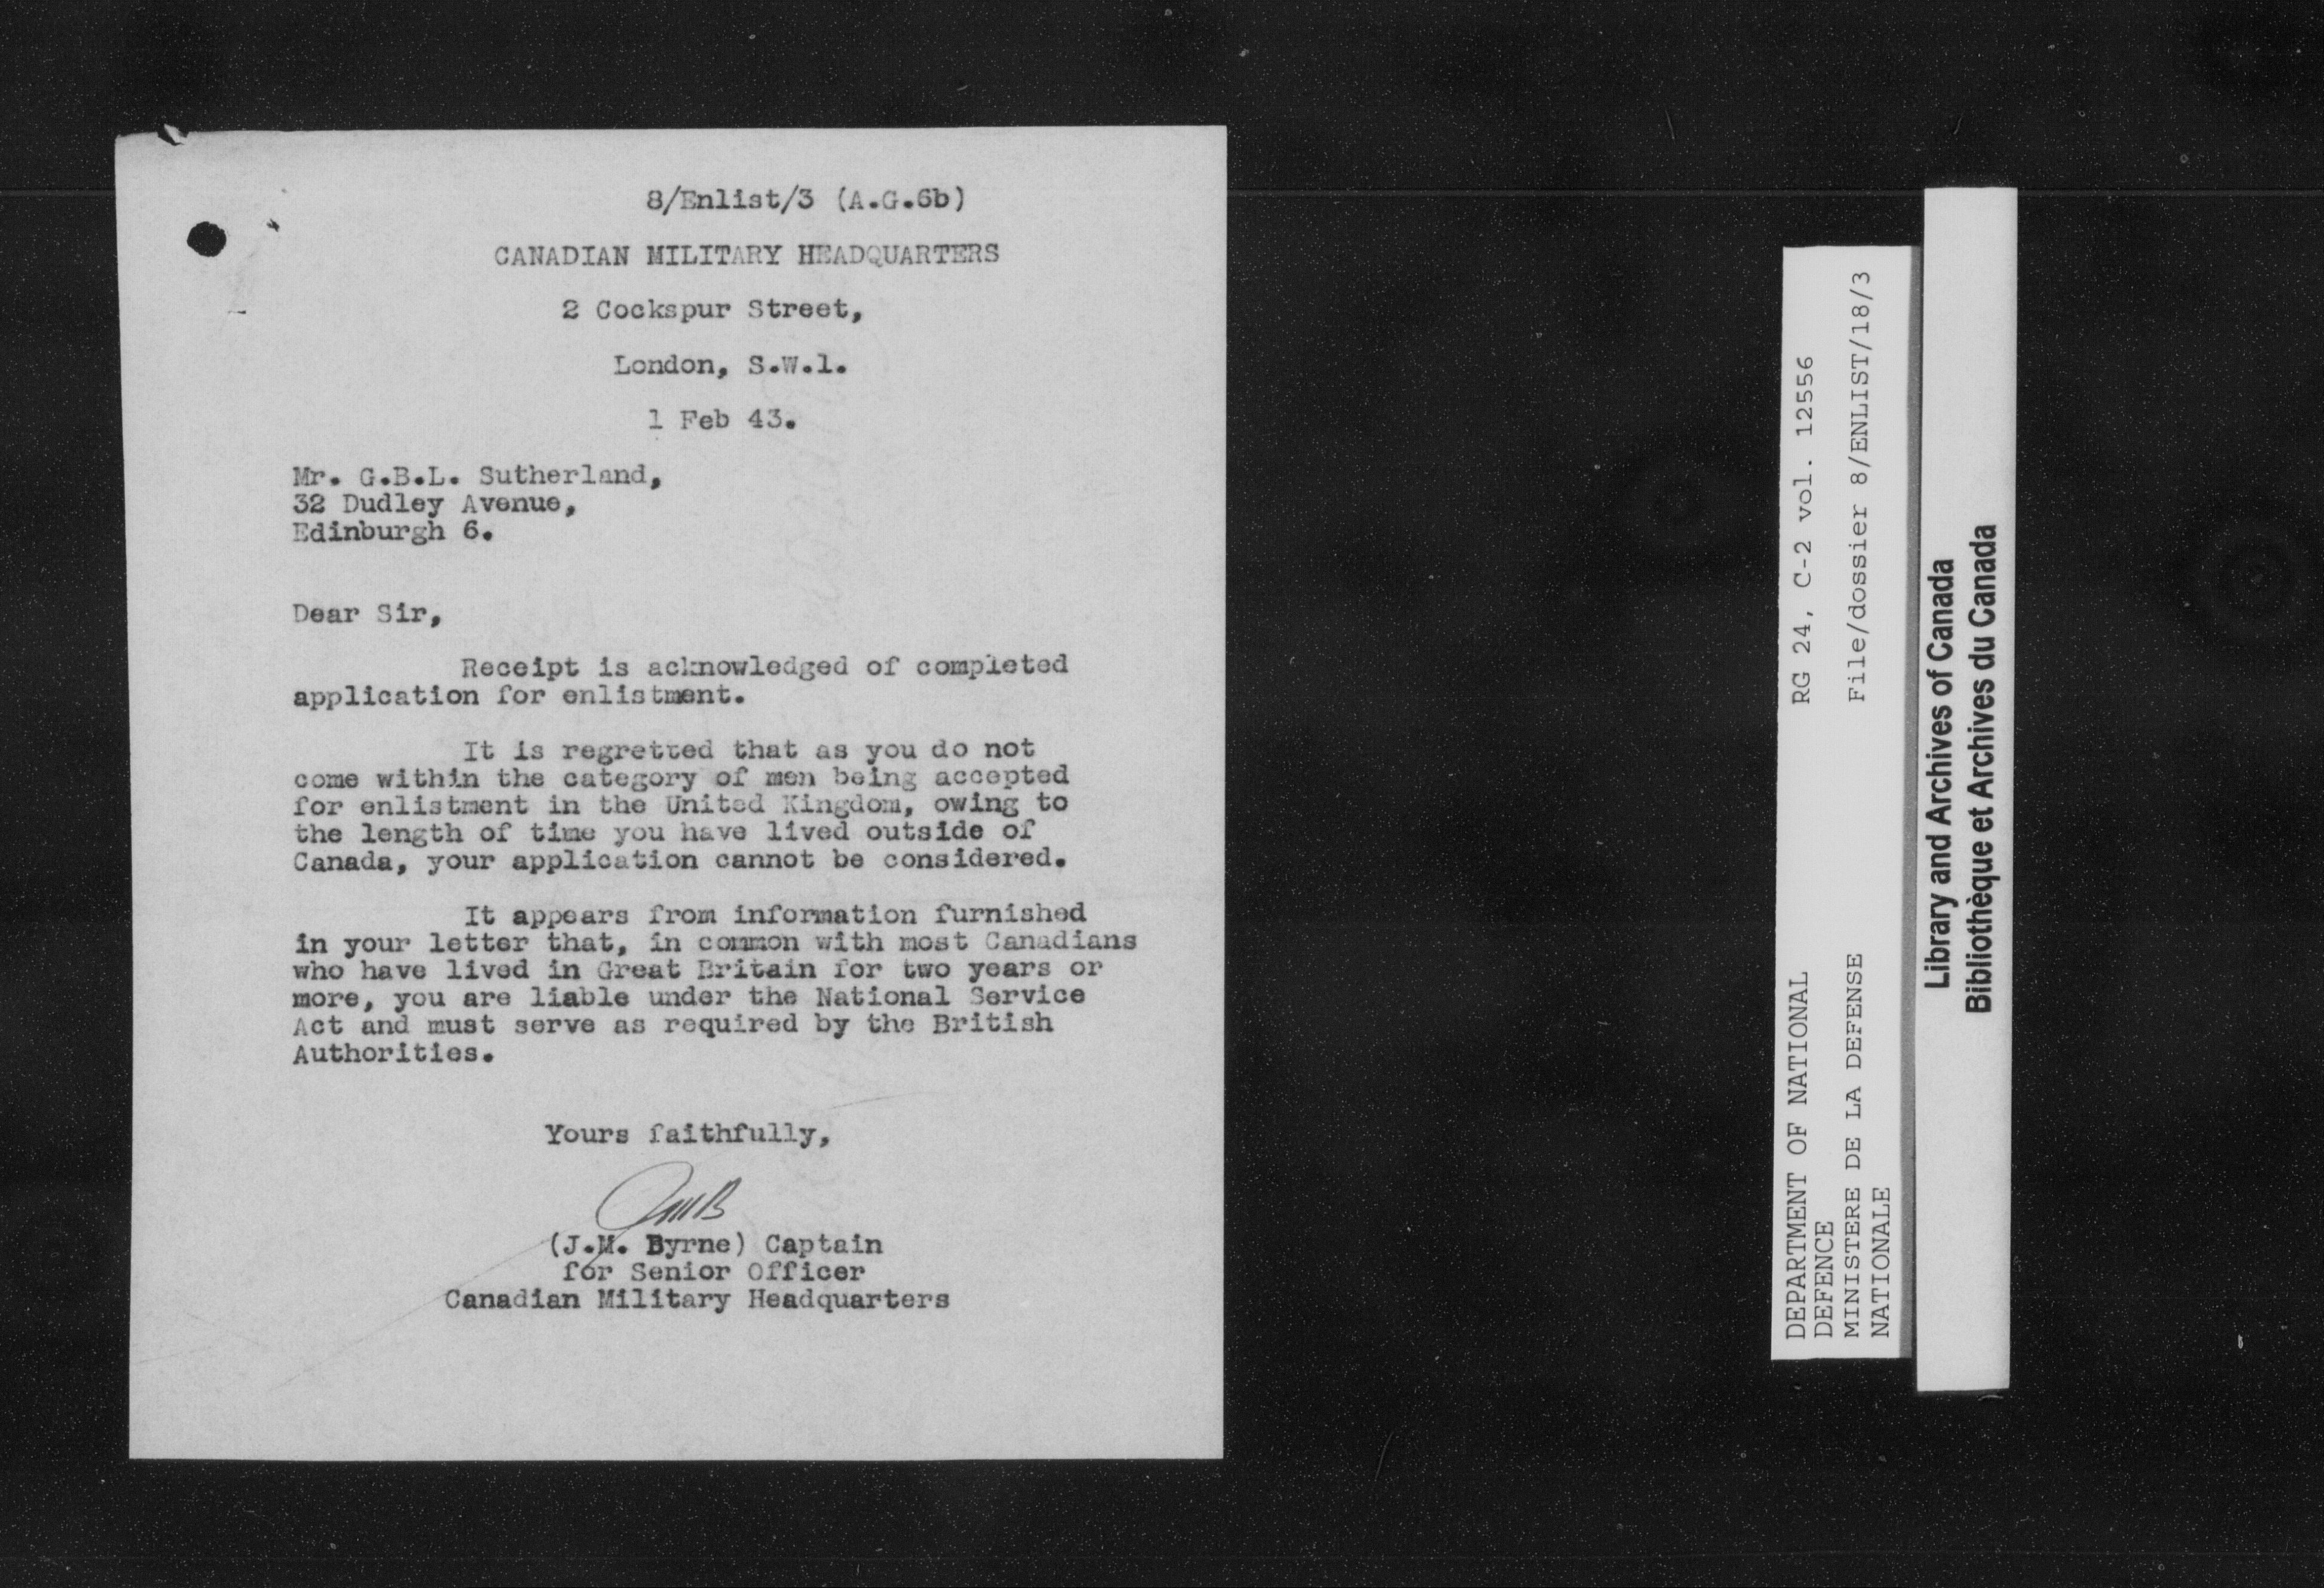 8/Enlist/3 (A.G.6b)
CANADIAN MILITARY HEADQUARTERS
2 Cockspur Street,
London, S.W.1.
1 Feb 43.
Mr. G.B.L. Sutherland,
32 Dudley Avenue,
Edinburgh 6.
Dear Sir,
Receipt is acknowledged of completed
application for enlistment.
It is regretted that as you do not
come within the category of men being accepted
for enlistment in the United Kingdom, owing to
the length of time you have lived outside of
Canada, your application cannot be considered.
It appears from information furnished
in your letter that, in common with most Canadians
who have lived in Great Britain for two years or
more, you are liable under the National Service
Act and must serve as required by the British
Authorities.
Yours faithfully,
JMB
(J.M. Byrne) Captain
for Senior Officer
Canadian Military Headquarters
DEPARTMENT OF NATIONAL
DEFENCE
MINISTERE DE LA DEFENSE
NATIONALE
RG 24, C-2 vol. 12556
File/dossier 8/ENLIST/18/3
Library and Archives of Canada
Bibliothèque et Archives du Canada